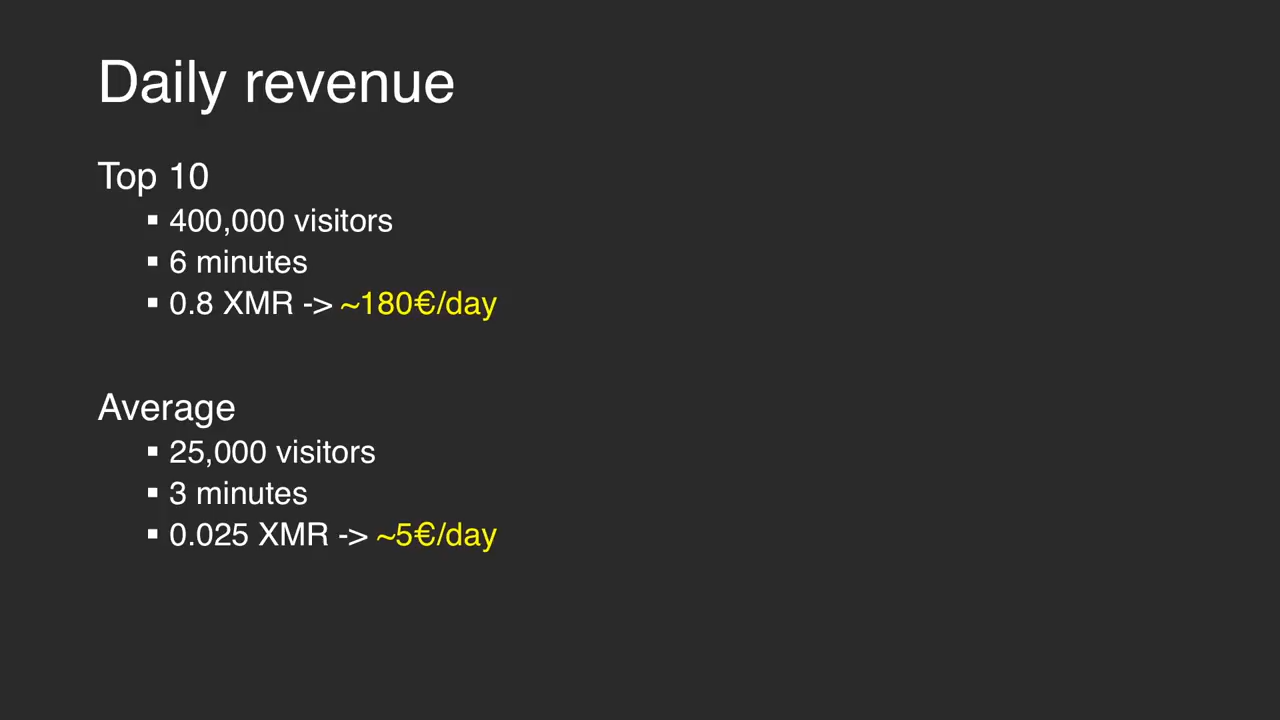 Daily revenue
Top 10
▪ 400,000 visitors
▪ 6 minutes
▪ 0.8 XMR -> ~180€/day
Average
▪ 25,000 visitors
▪ 3 minutes
▪ 0.025 XMR -> ~5€/day